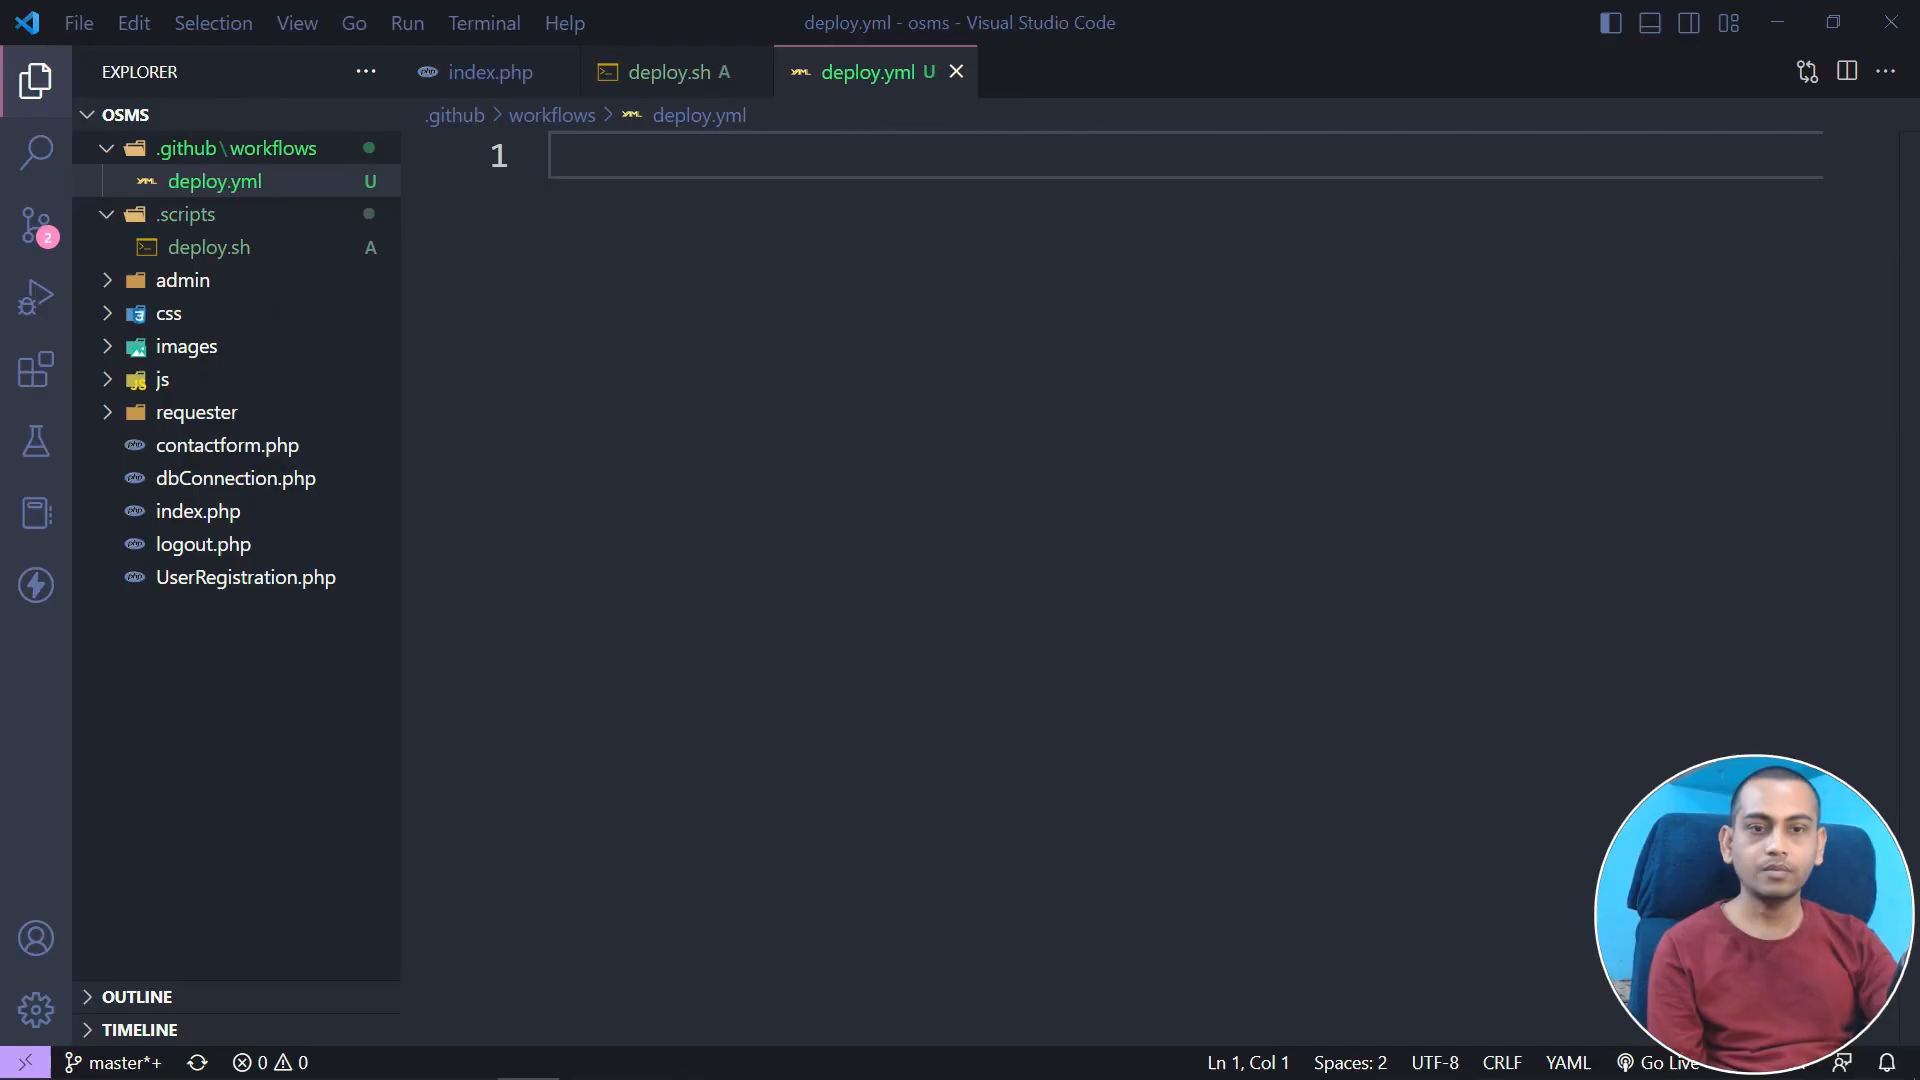 File Edit Selection View Go Run Terminal Help
deploy.yml - osms - Visual Studio Code
EXPLORER
index.php
deploy.sh A
deploy.yml U
OSMS
.github > workflows > deploy.yml
.github\workflows
1
deploy.yml U
.scripts
deploy.sh A
2
admin
css
images
js
requester
contactform.php
dbConnection.php
index.php
logout.php
UserRegistration.php
OUTLINE
TIMELINE
master*+ 0 0
Ln 1, Col 1 Spaces: 2 UTF-8 CRLF YAML Go Live